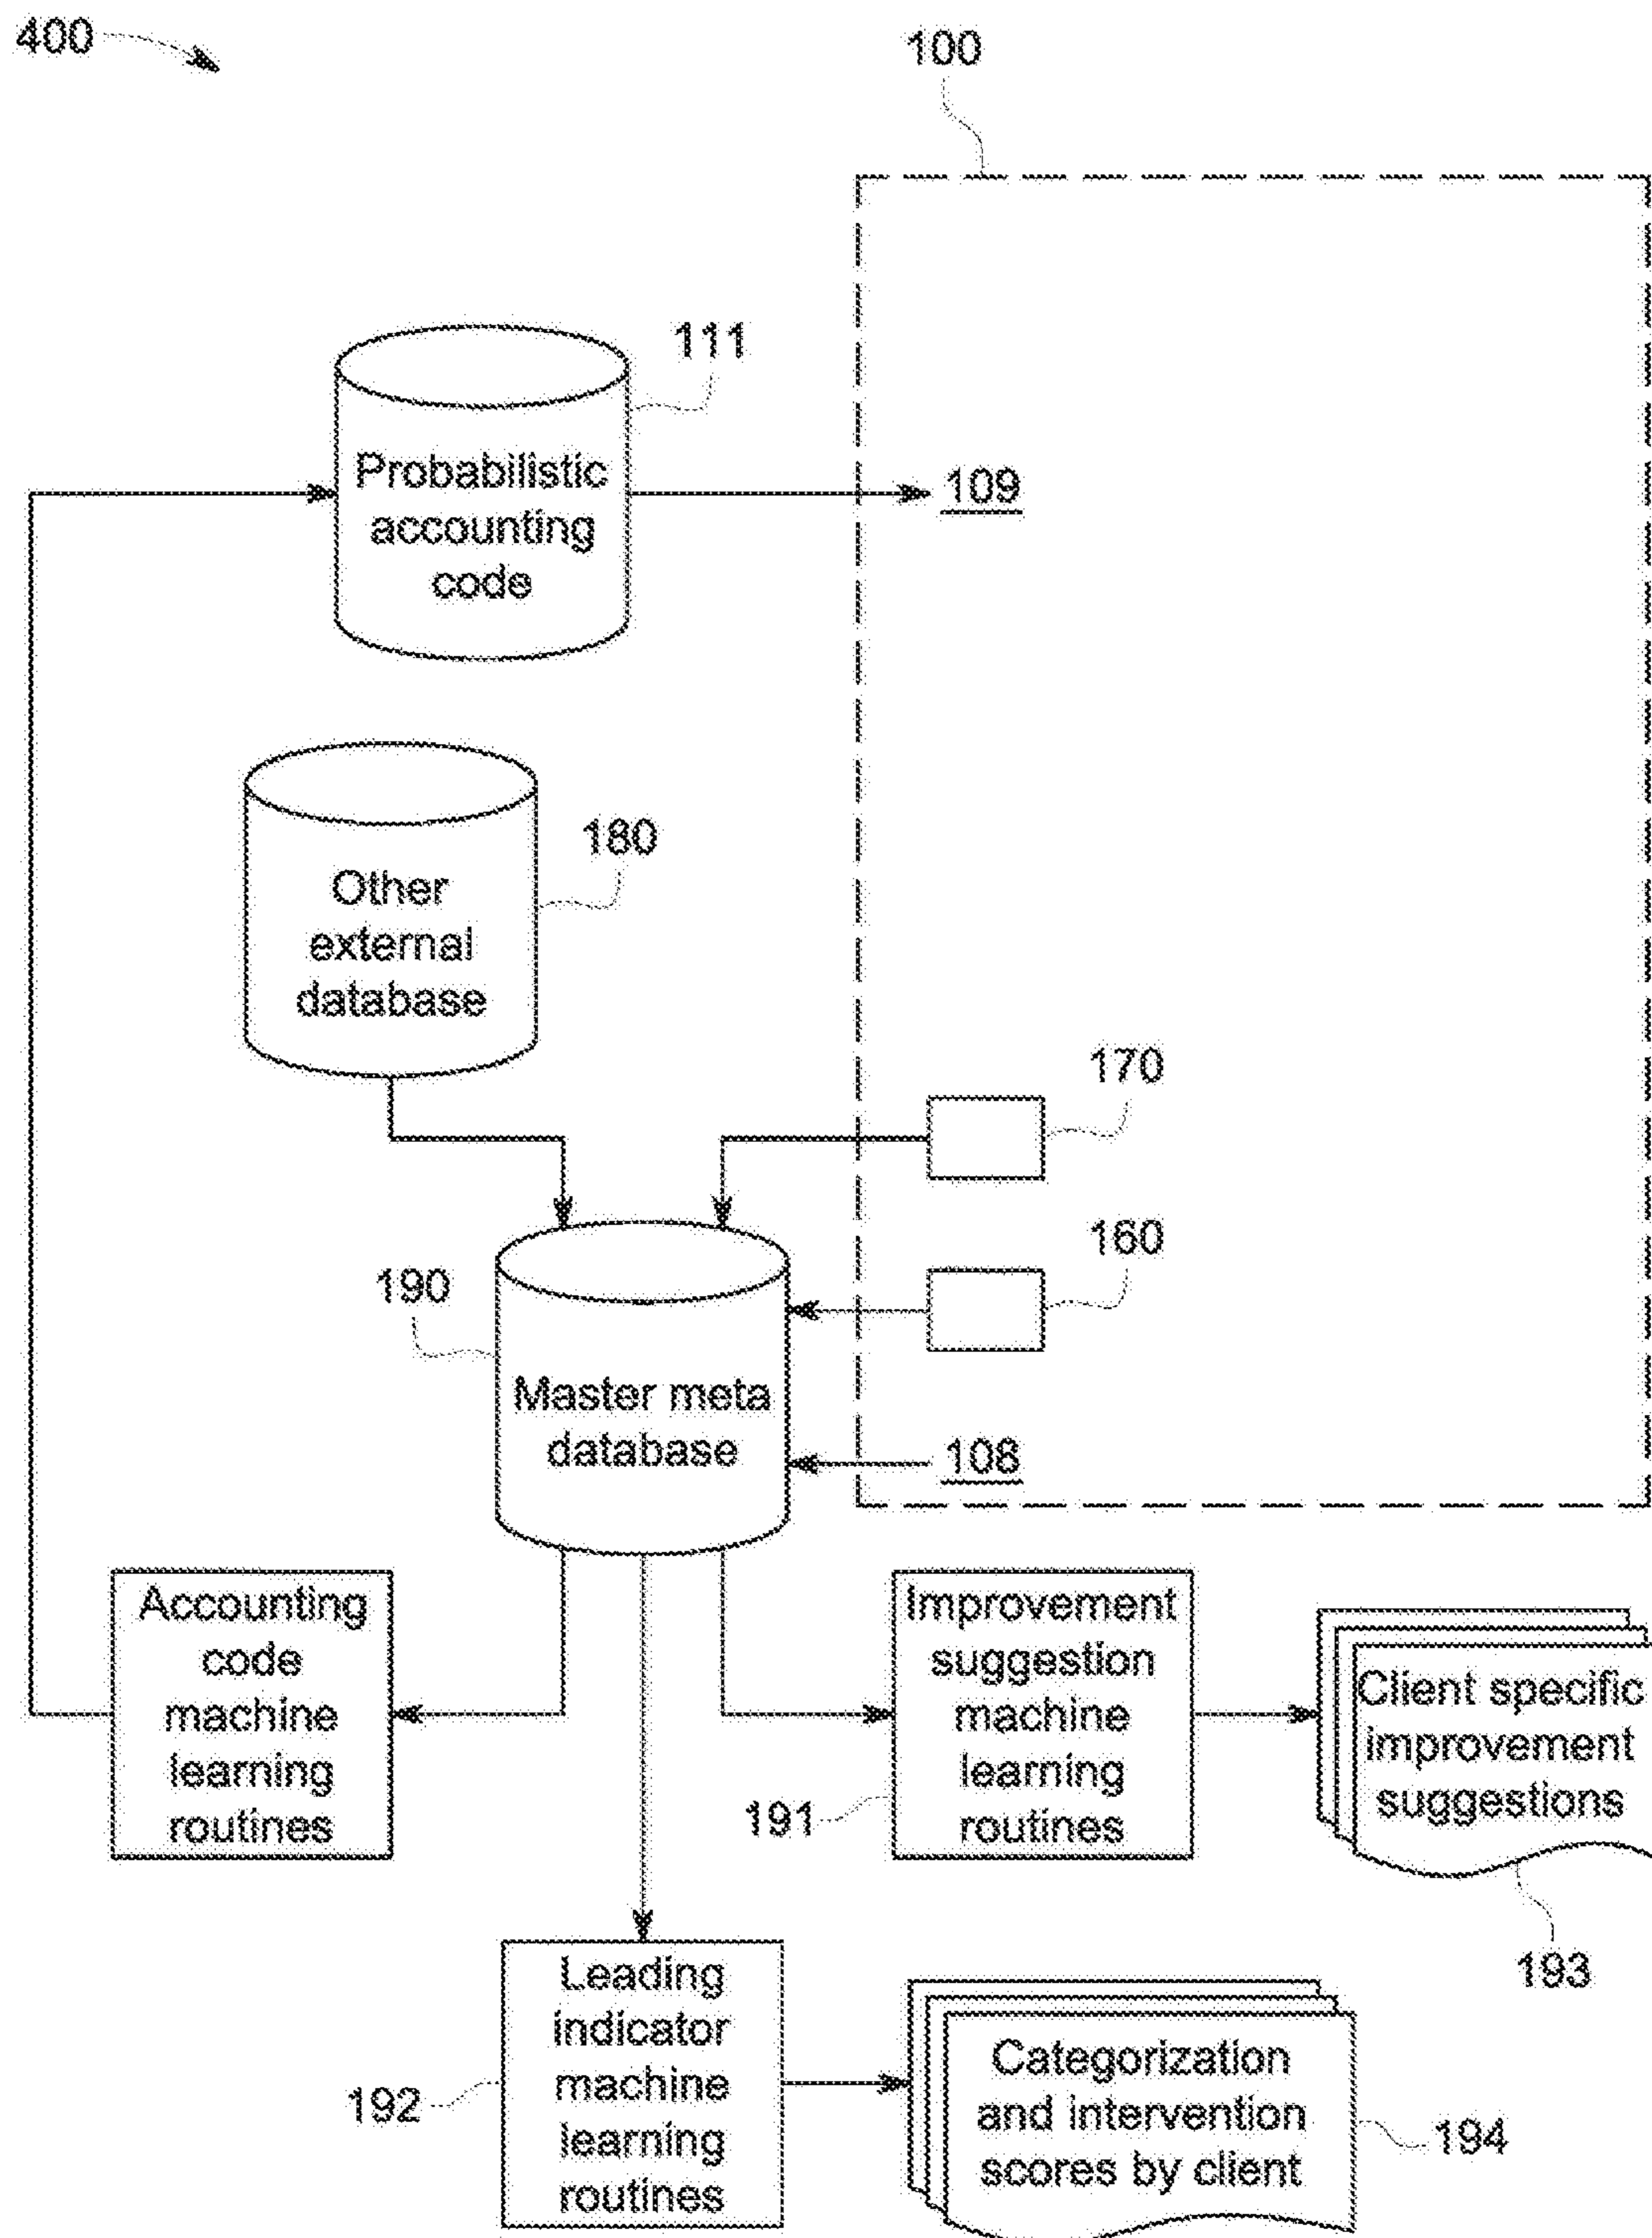 400
100
111
Probabilistic
accounting
code
109
180
Other
external
database
170
160
190
Master meta
database
108
Accounting
code
machine
learning
routines
Improvement
suggestion
machine
learning
routines
191
Client specific
improvement
suggestions
193
Leading
indicator
machine
learning
routines
192
Categorization
and intervention
scores by client
194